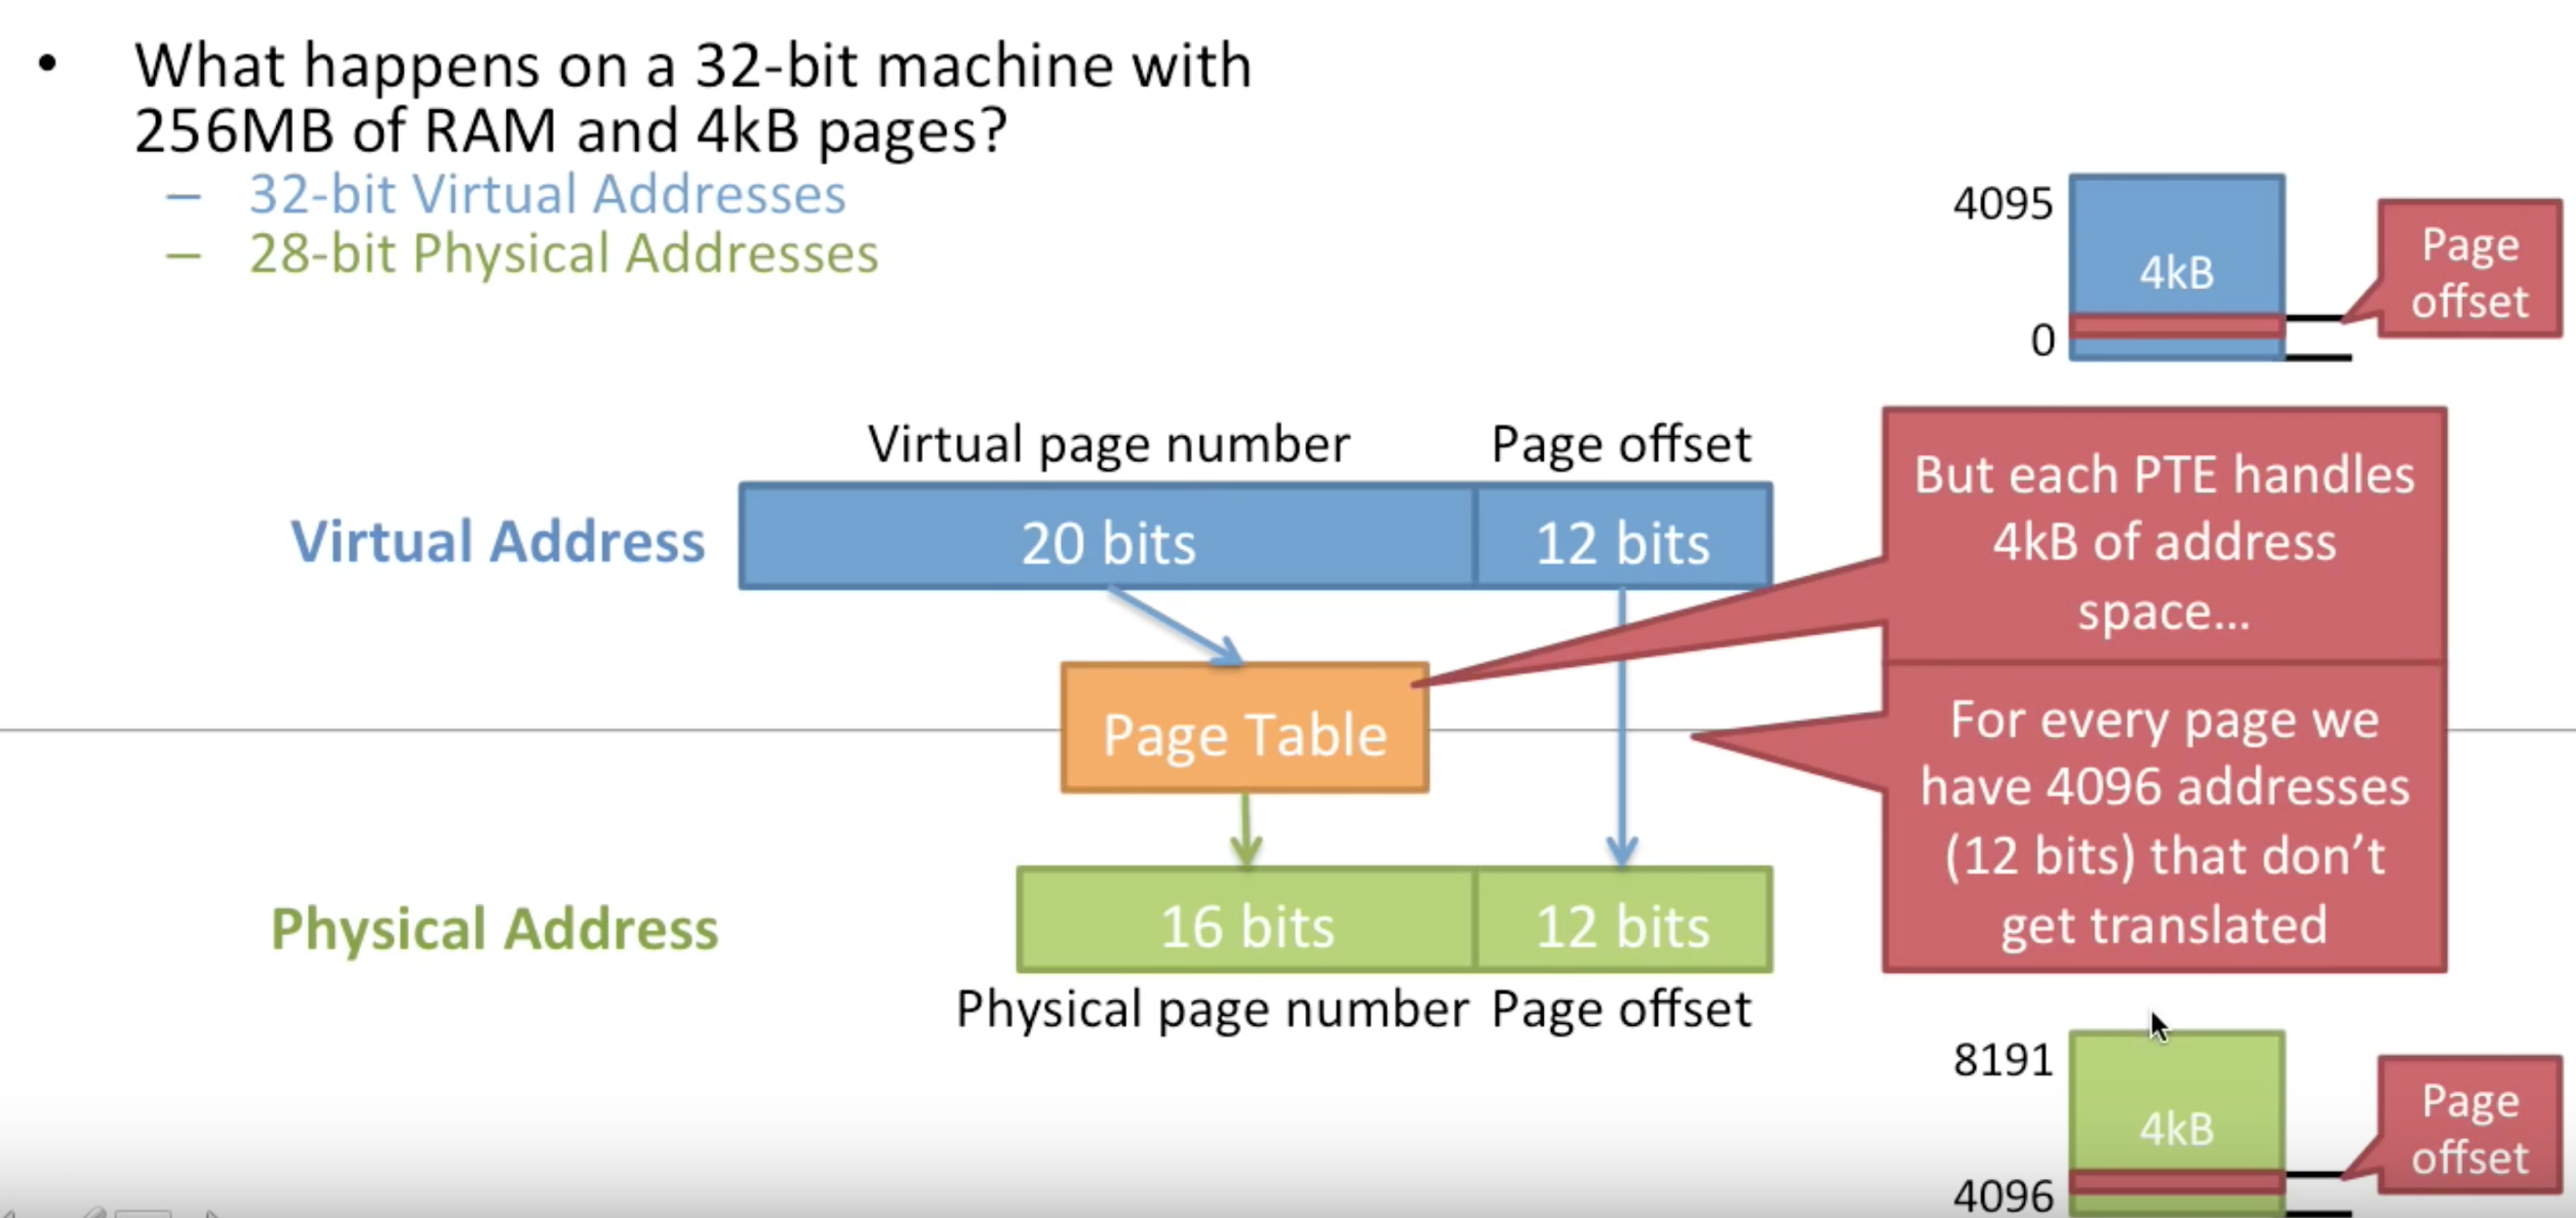 • What happens on a 32-bit machine with
256MB of RAM and 4kB pages?
– 32-bit Virtual Addresses
– 28-bit Physical Addresses
4095
4kB
0
Page
offset
Virtual page number
Page offset
Virtual Address
20 bits
12 bits
But each PTE handles
4kB of address
space...
Page Table
For every page we
have 4096 addresses
(12 bits) that don’t
get translated
Physical Address
16 bits
12 bits
Physical page number
Page offset
8191
4kB
4096
Page
offset